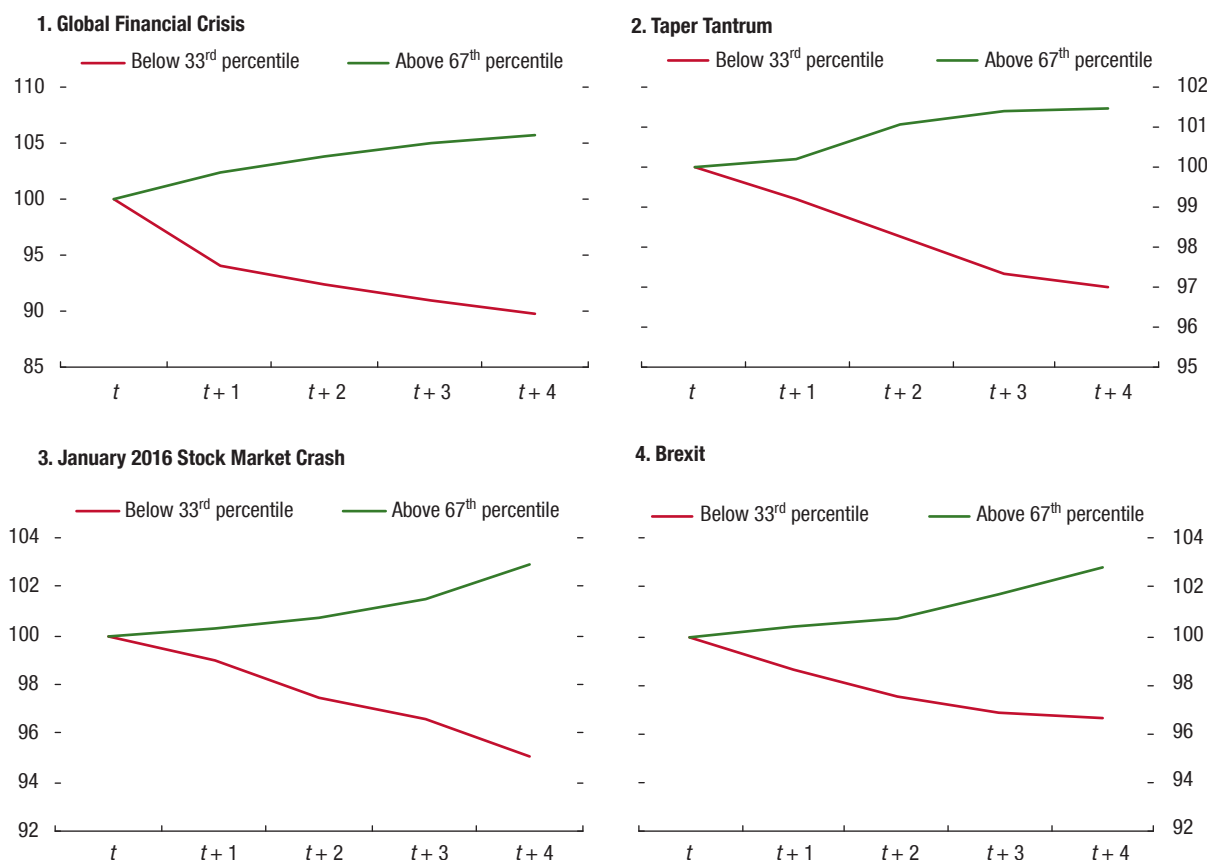 1. Global Financial Crisis
Below 33rd percentile Above 67th percentile
110
105
100
95
90
85
t t + 1 t + 2 t + 3 t + 4
2. Taper Tantrum
Below 33rd percentile Above 67th percentile
102
101
100
99
98
97
96
95
t t + 1 t + 2 t + 3 t + 4
3. January 2016 Stock Market Crash
Below 33rd percentile Above 67th percentile
104
102
100
98
96
94
92
t t + 1 t + 2 t + 3 t + 4
4. Brexit
Below 33rd percentile Above 67th percentile
104
102
100
98
96
94
92
t t + 1 t + 2 t + 3 t + 4